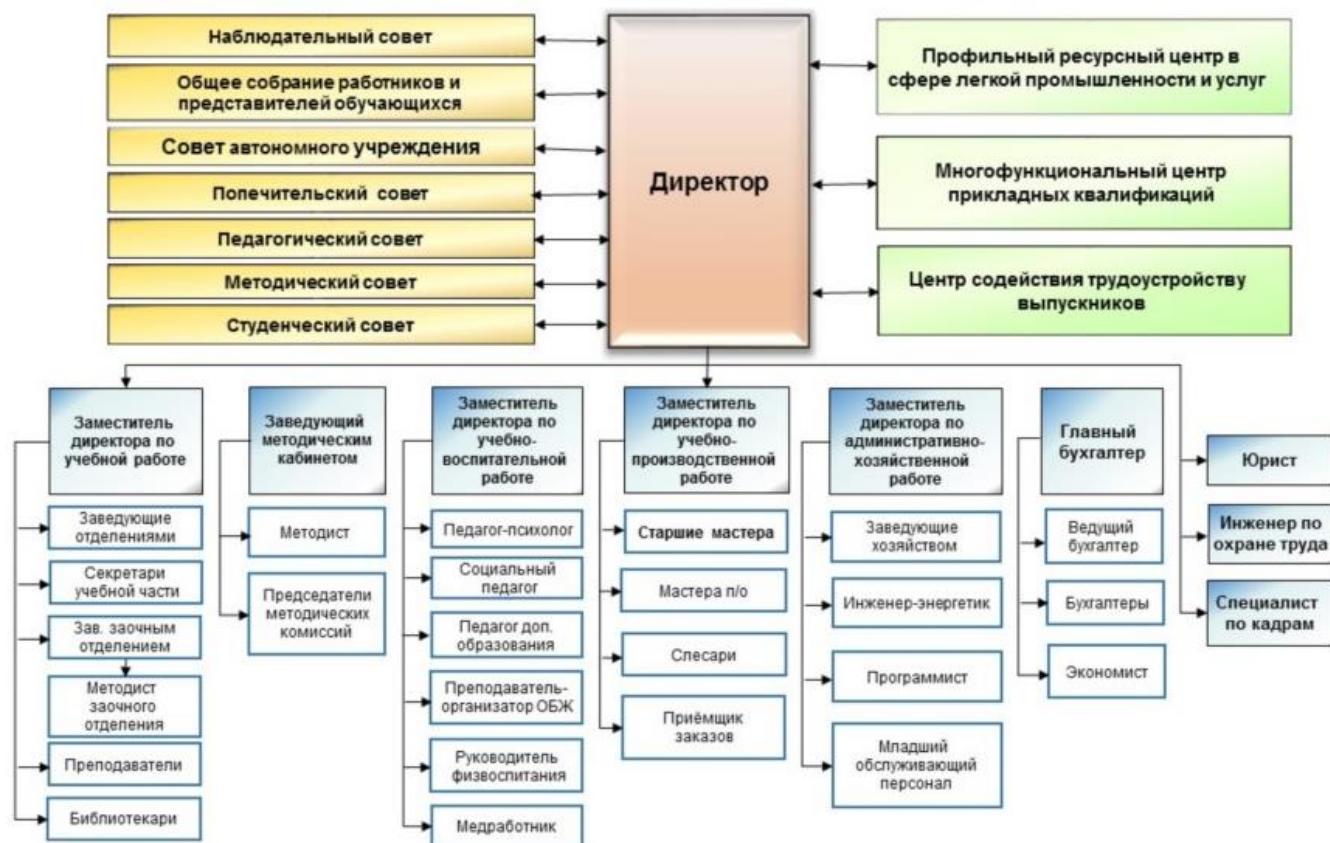 Наблюдательный совет
Общее собрание работников и
представителей обучающихся
Совет автономного учреждения
Попечительский совет
Педагогический совет
Методический совет
Студенческий совет
Директор
Профильный ресурсный центр в
сфере легкой промышленности и услуг
Многофункциональный центр
прикладных квалификаций
Центр содействия трудоустройству
выпускников
Заместитель
директора по
учебной работе
Заведующие
отделениями
Секретари
учебной части
Зав. заочным
отделением
Методист
заочного
отделения
Преподаватели
Библиотекари
Заведующий
методическим
кабинетом
Методист
Председатели
методических
комиссий
Заместитель
директора по
учебно-
воспитательной
работе
Педагог-психолог
Социальный
педагог
Педагог доп.
образования
Преподаватель-
организатор ОБЖ
Руководитель
физвоспитания
Медработник
Заместитель
директора по
учебно-
производственной
работе
Старшие мастера
Мастера п/о
Слесари
Приёмщик
заказов
Заместитель
директора по
административно-
хозяйственной
работе
Заведующие
хозяйством
Инженер-энергетик
Программист
Младший
обслуживающий
персонал
Главный
бухгалтер
Ведущий
бухгалтер
Бухгалтеры
Экономист
Юрист
Инженер по
охране труда
Специалист
по кадрам